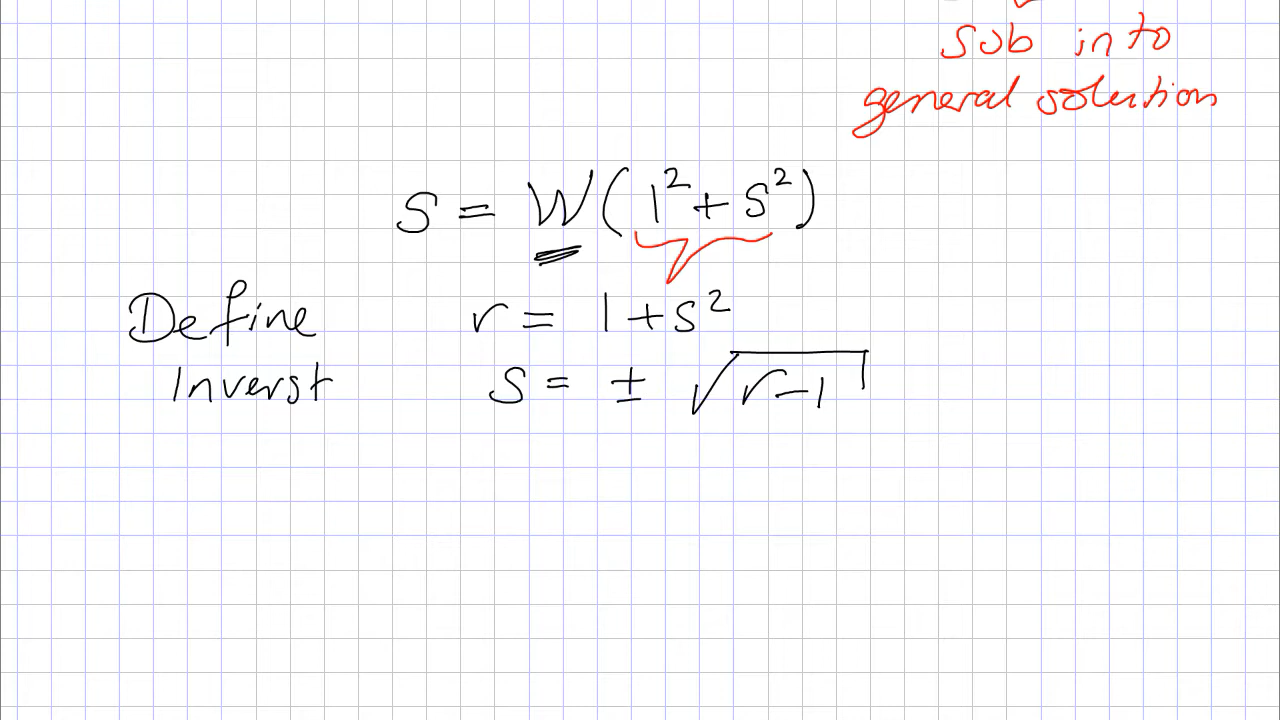 sub into
general solution
S = W(1² + S²)
Define r = 1 + s²
Inverst S = ± √(r-1)